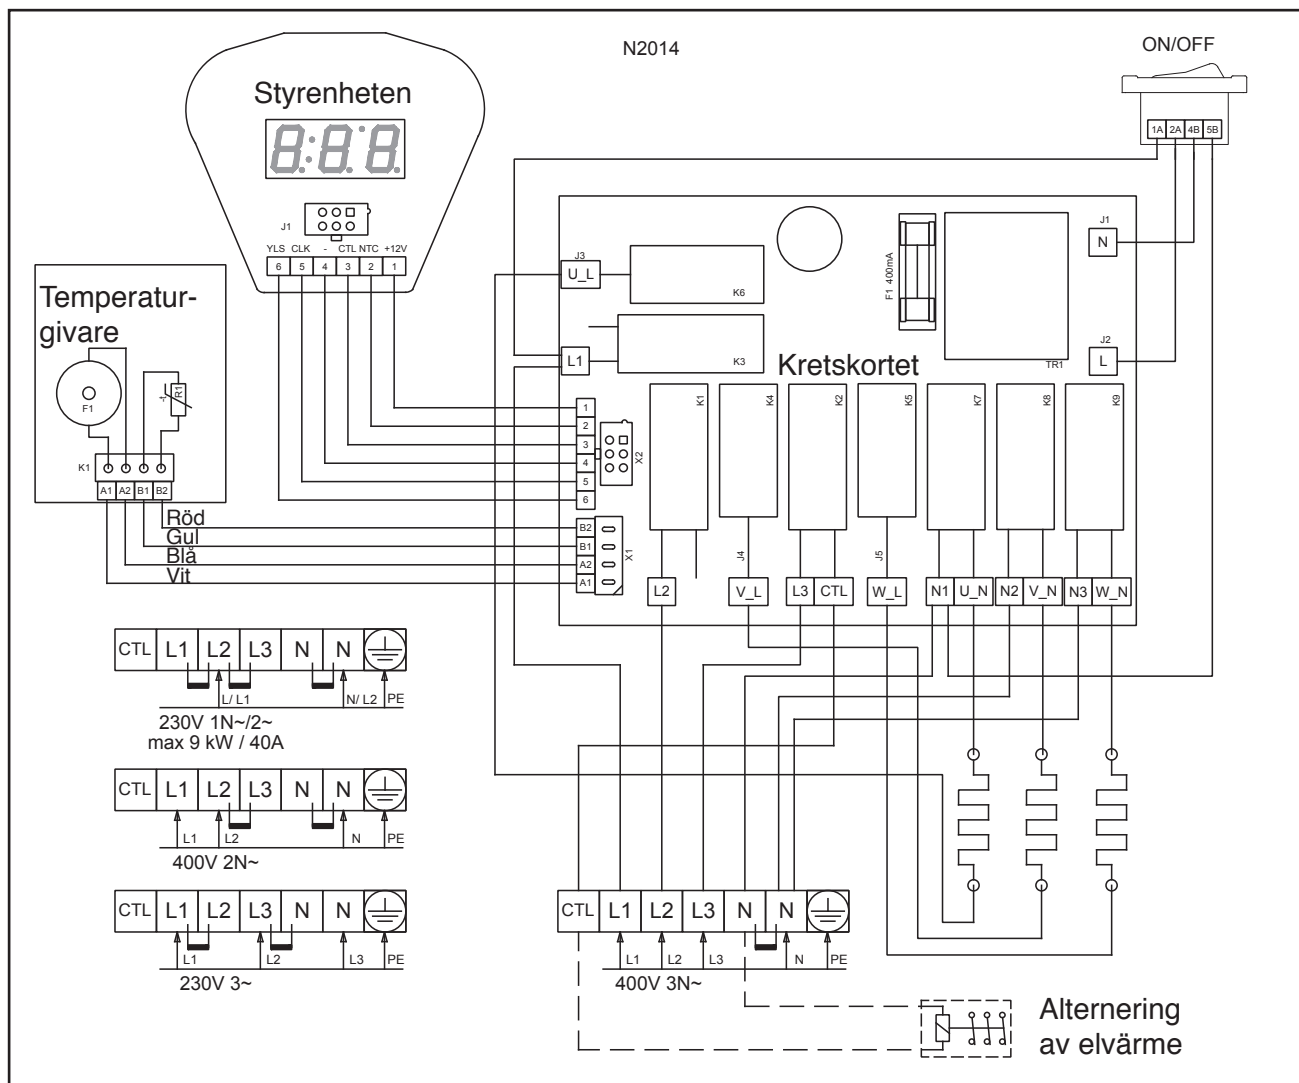 N2014
ON/OFF
1A 2A 4B 5B
Styrenheten
8:8.8.
J1
YLS CLK - CTL NTC +12V
6 5 4 3 2 1
Temperatur-
givare
F1
R1
-t
K1
A1 A2 B1 B2
Röd
Gul
Blå
Vit
J3
U_L
K6
L1
K3
F1 400mA
TR1
J1
N
J2
L
Kretskortet
K1
K4
K2
K5
K7
K8
K9
1
2
3
4
5
6
X2
B2
B1
A2
A1
X1
J4
J5
L2
V_L
L3 CTL
W_L
N1 U_N
N2 V_N
N3 W_N
CTL L1 L2 L3 N N
L/ L1 N/ L2 PE
230V 1N~/2~
max 9 kW / 40A
CTL L1 L2 L3 N N
L1 L2 N PE
400V 2N~
CTL L1 L2 L3 N N
L1 L2 L3 PE
230V 3~
CTL L1 L2 L3 N N
L1 L2 L3 N PE
400V 3N~
Alternering
av elvärme